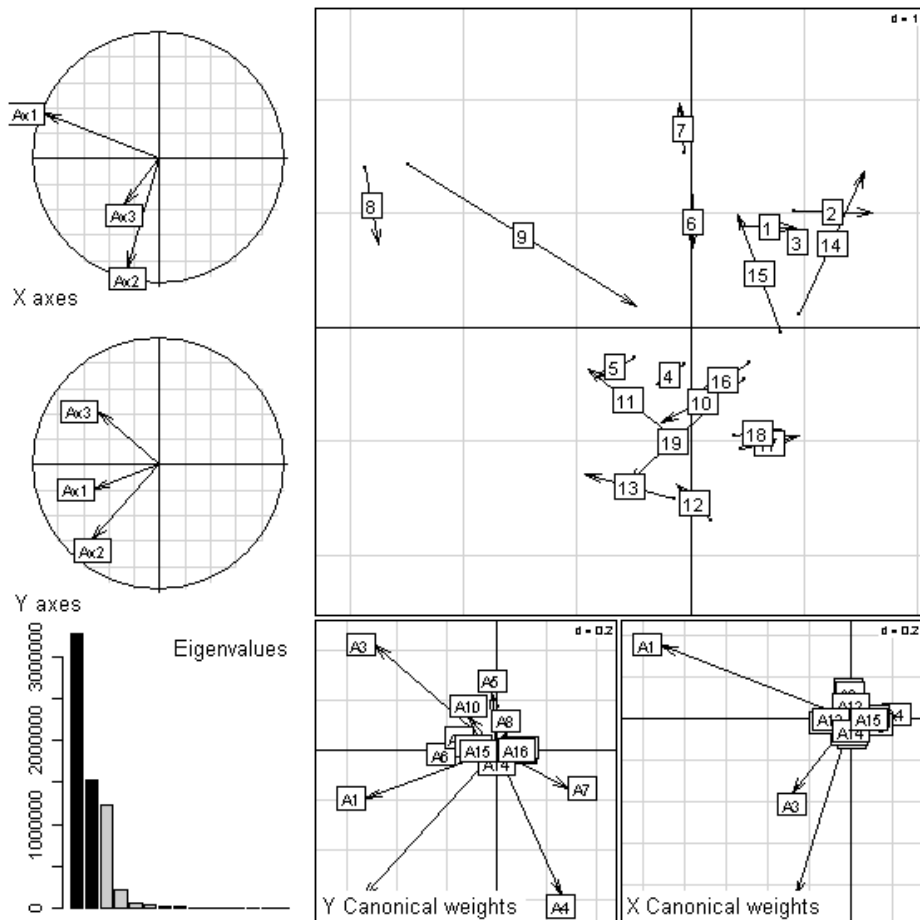 Ax1
Ax3
Ax2
X axes
d = 1
7
8
9
6
2
1
3
14
15
Ax3
Ax1
Ax2
Y axes
5
4
16
11
10
19
18
13
12
Eigenvalues
0
1000000
2000000
3000000
d = 0.2
A3
A5
A10
A8
A6
A15
A16
A14
A1
A7
A4
Y Canonical weights
d = 0.2
A1
A12
A15
A14
A3
X Canonical weights